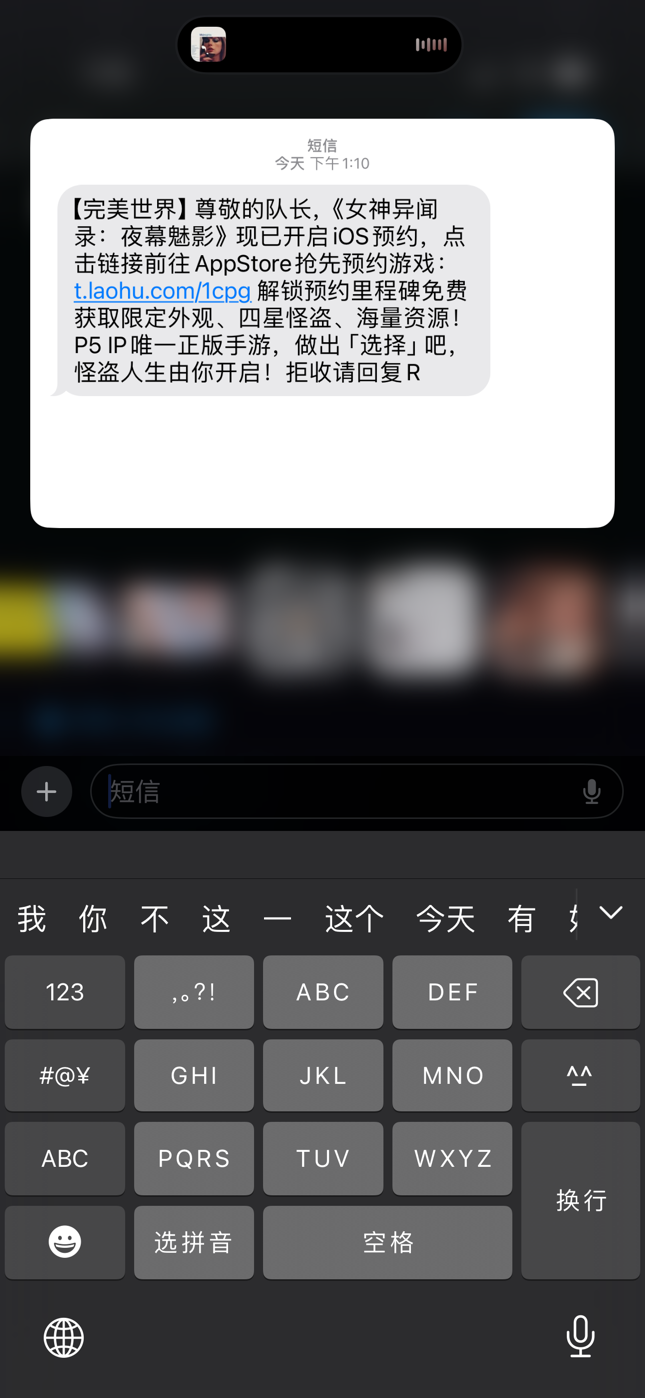 短信
今天 下午1:10
【完美世界】尊敬的队长，《女神异闻
录：夜幕魅影》现已开启iOS预约，点
击链接前往AppStore抢先预约游戏：
t.laohu.com/1cpg 解锁预约里程碑免费
获取限定外观、四星怪盗、海量资源！
P5 IP唯一正版手游，做出「选择」吧，
怪盗人生由你开启！拒收请回复R
短信
我 你 不 这 一 这个 今天 有
123 ,。?! ABC DEF
#@¥ GHI JKL MNO ^^
ABC PQRS TUV WXYZ
换行
选拼音 空格